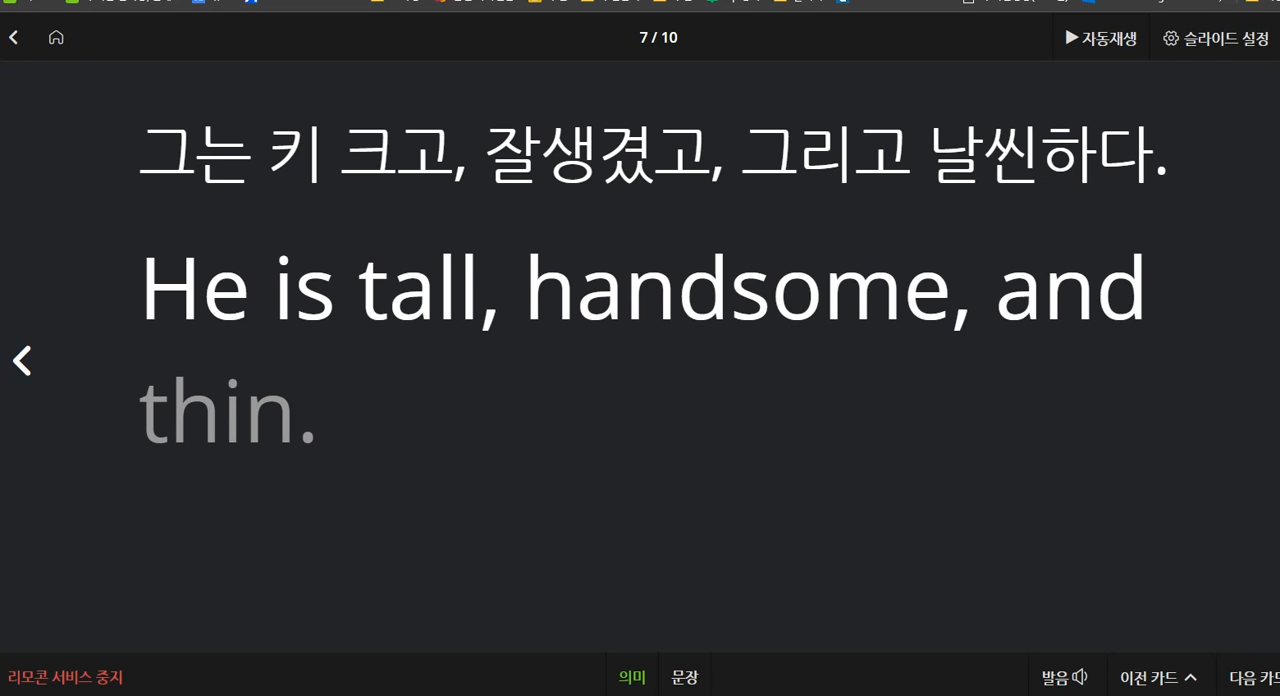 7 / 10
▶자동재생
슬라이드 설정
그는 키 크고, 잘생겼고, 그리고 날씬하다.
He is tall, handsome, and
thin.
리모콘 서비스 중지
의미
문장
발음
이전 카드
다음